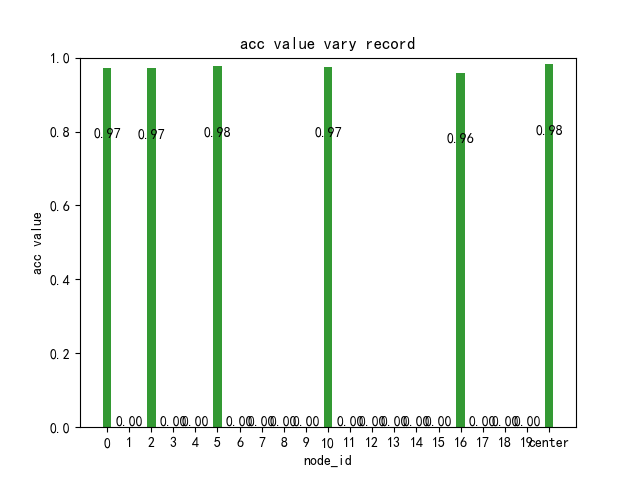 acc value vary record
1.0
0.8
0.6
0.4
0.2
0.0
acc value
0.97 0.97 0.98 0.97 0.96 0.98
0.00 0.00 0.00 0.00 0.00 0.00 0.00 0.00 0.00 0.00 0.00 0.00 0.00 0.00 0.00
0 1 2 3 4 5 6 7 8 9 10 11 12 13 14 15 16 17 18 19 center
node_id